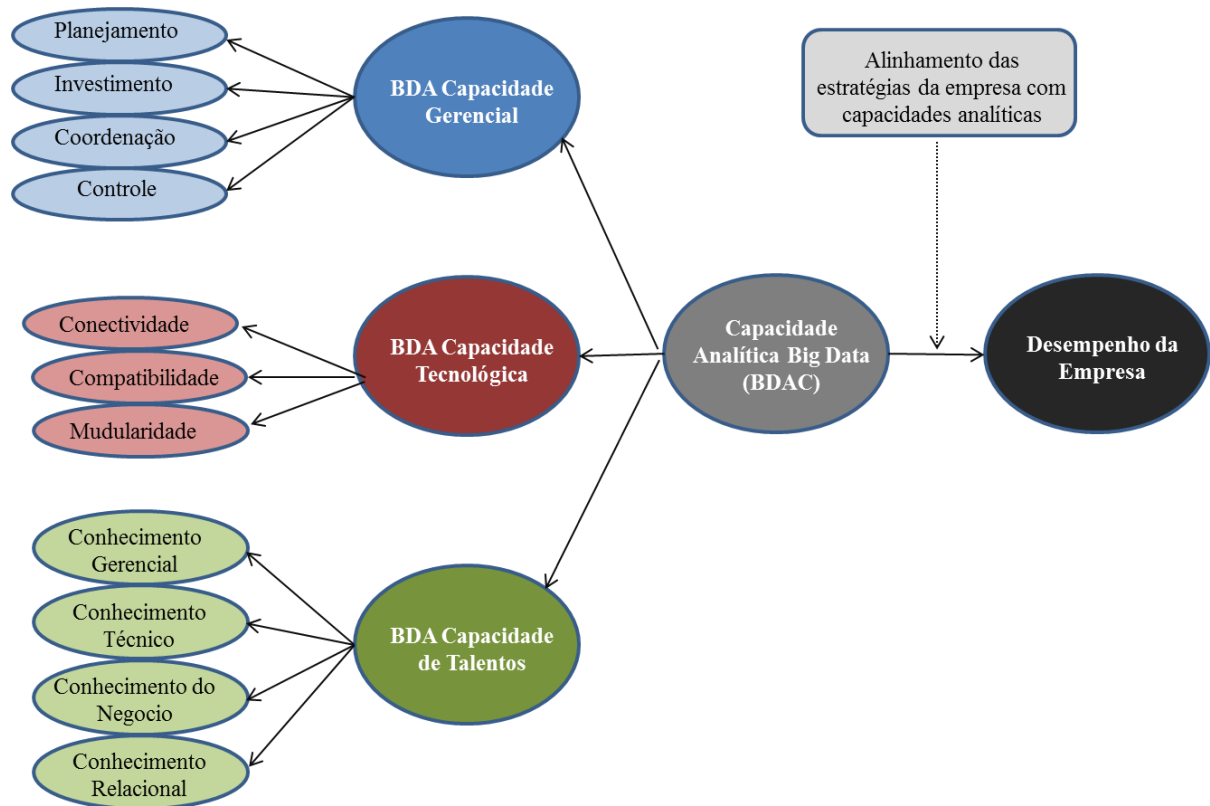 Planejamento
Investimento
Coordenação
Controle
BDA Capacidade
Gerencial
Alinhamento das
estratégias da empresa com
capacidades analíticas
Conectividade
Compatibilidade
Mudularidade
BDA Capacidade
Tecnológica
Capacidade
Analítica Big Data
(BDAC)
Desempenho da
Empresa
Conhecimento
Gerencial
Conhecimento
Técnico
Conhecimento do
Negocio
Conhecimento
Relacional
BDA Capacidade
de Talentos